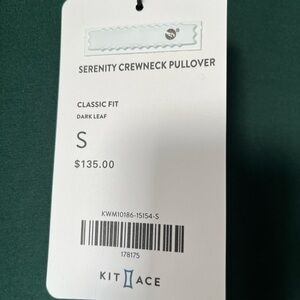 SERENITY CREWNECK PULLOVER
CLASSIC FIT
DARK LEAF
S
$135.00
KWM10186-15154-S
178175
KIT ACE